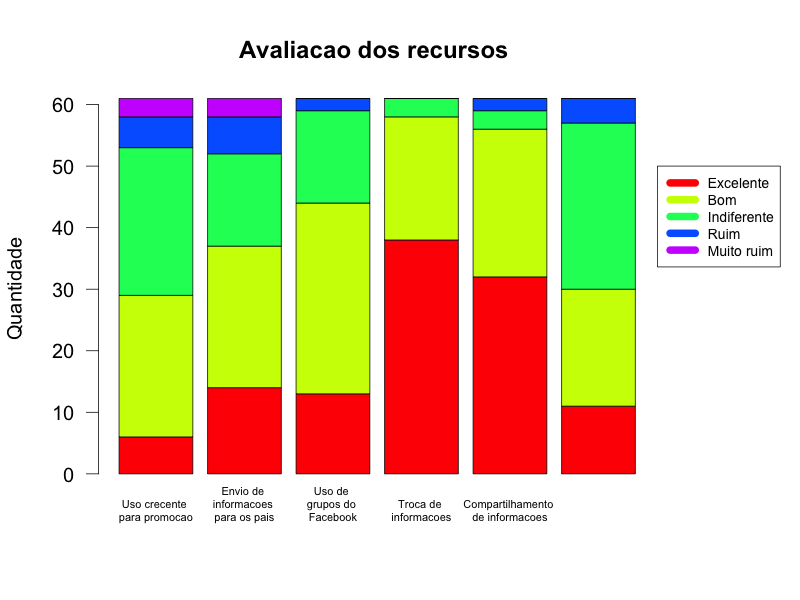 Avaliacao dos recursos
Quantidade
60
50
40
30
20
10
0
Excelente
Bom
Indiferente
Ruim
Muito ruim
Uso crecente
para promocao
Envio de
informacoes
para os pais
Uso de
grupos do
Facebook
Troca de
informacoes
Compartilhamento
de informacoes